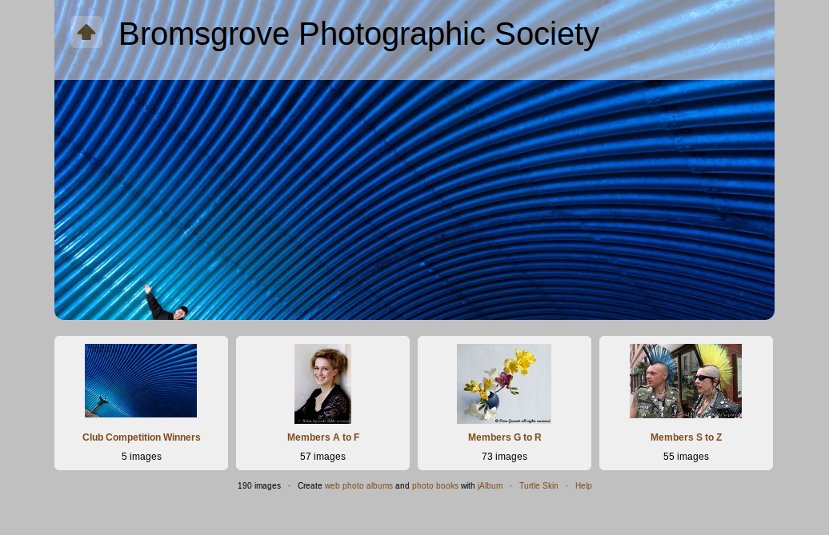 Bromsgrove Photographic Society
Club Competition Winners
5 images
Members A to F
57 images
Members G to R
73 images
Members S to Z
55 images
190 images · Create web photo albums and photo books with jAlbum · Turtle Skin · Help